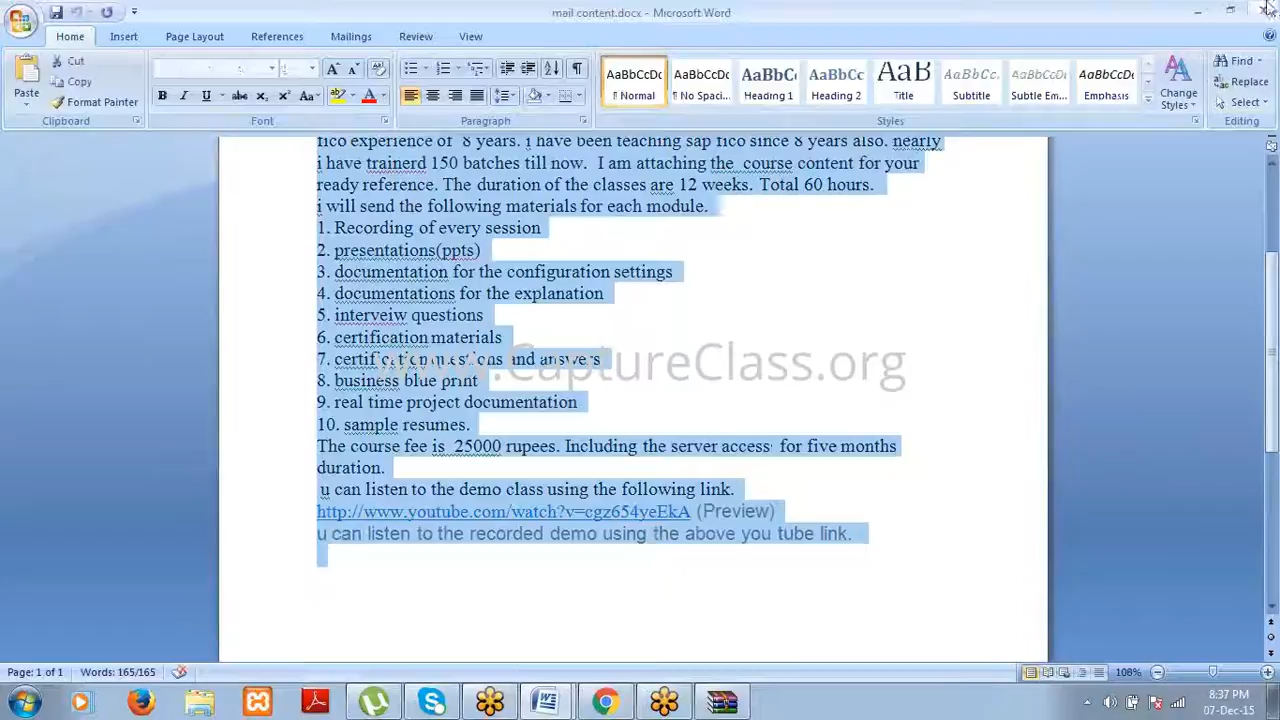 mail content.docx - Microsoft Word
Home Insert Page Layout References Mailings Review View
Paste
Cut
Copy
Format Painter
Clipboard
Font
Paragraph
AaBbCcDc AaBbCcDc AaBbC AaBbCc AaB AaBbCc. AaBbCcDc AaBbCcDc
¶ Normal ¶ No Spaci... Heading 1 Heading 2 Title Subtitle Subtle Em... Emphasis
Change Styles
Styles
Find
Replace
Select
Editing
fico experience of 8 years. i have been teaching sap fico since 8 years also. nearly
i have trainerd 150 batches till now. I am attaching the course content for your
ready reference. The duration of the classes are 12 weeks. Total 60 hours.
i will send the following materials for each module.
1. Recording of every session
2. presentations(ppts)
3. documentation for the configuration settings
4. documentations for the explanation
5. interveiw questions
6. certification materials
7. certification questions and answers
8. business blue print
9. real time project documentation
10. sample resumes.
The course fee is 25000 rupees. Including the server access for five months
duration.
u can listen to the demo class using the following link.
http://www.youtube.com/watch?v=cgz654yeEkA (Preview)
u can listen to the recorded demo using the above you tube link.
www.CaptureClass.org
Page: 1 of 1 Words: 165/165 108%
8:37 PM
07-Dec-15